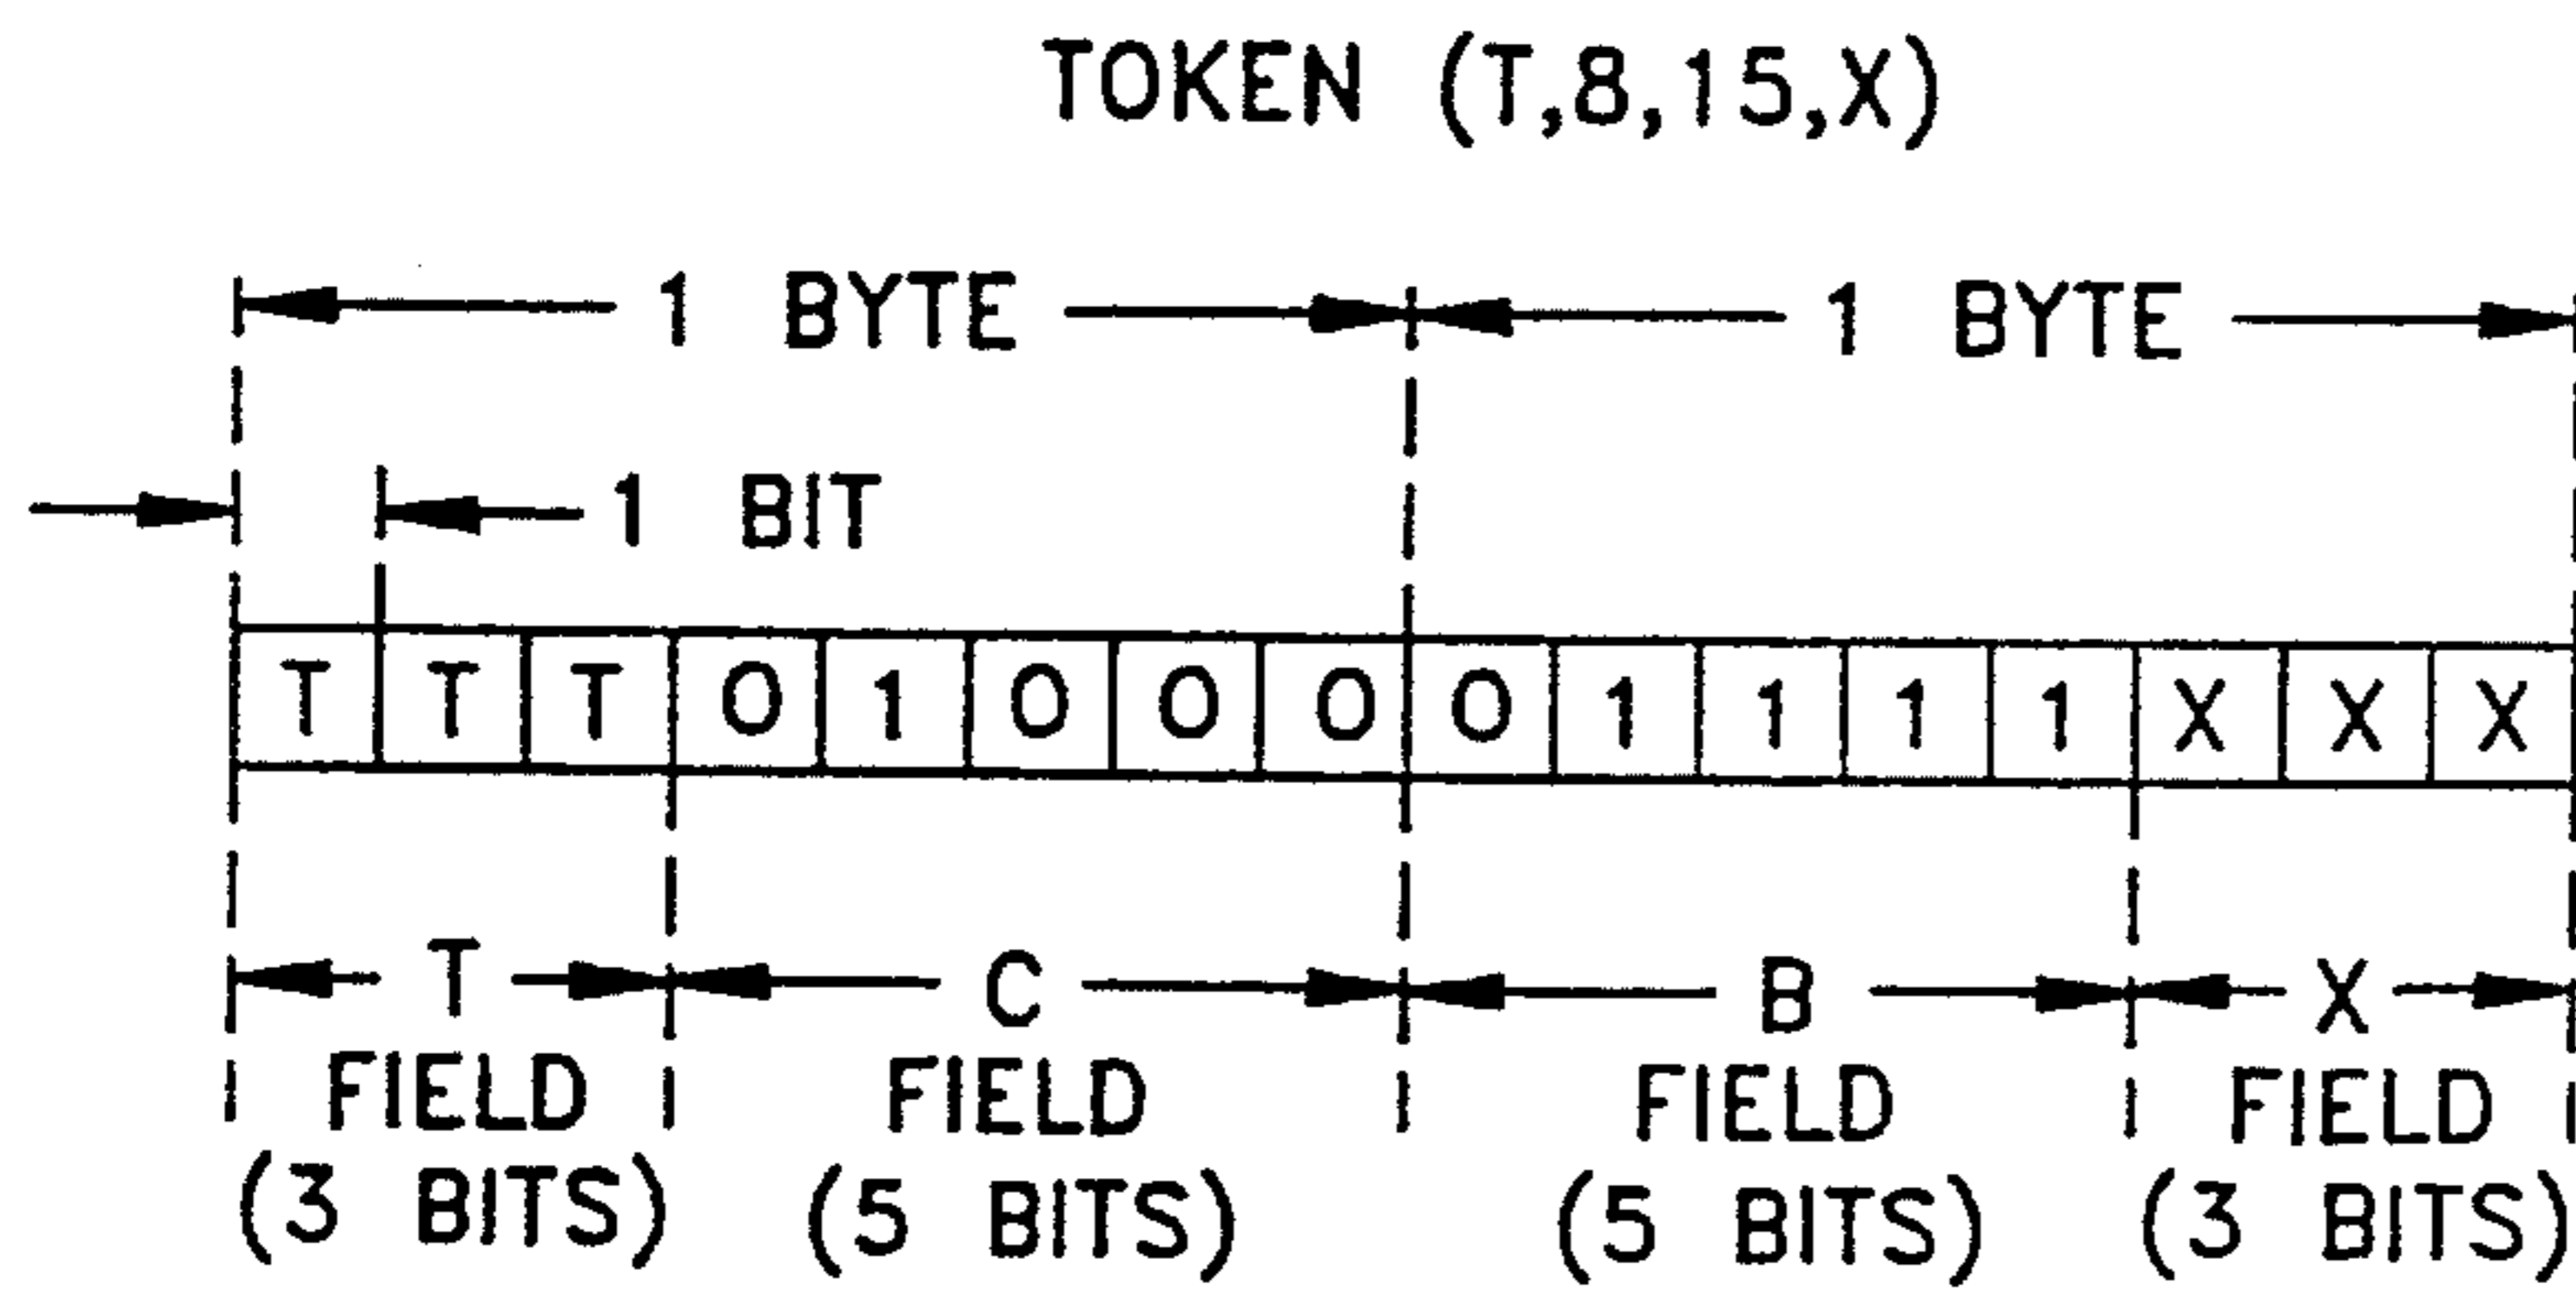 TOKEN (T,8,15,X)
1 BYTE 1 BYTE
1 BIT
T T T 0 1 0 0 0 0 1 1 1 1 X X X
T C B X
FIELD FIELD FIELD FIELD
(3 BITS) (5 BITS) (5 BITS) (3 BITS)